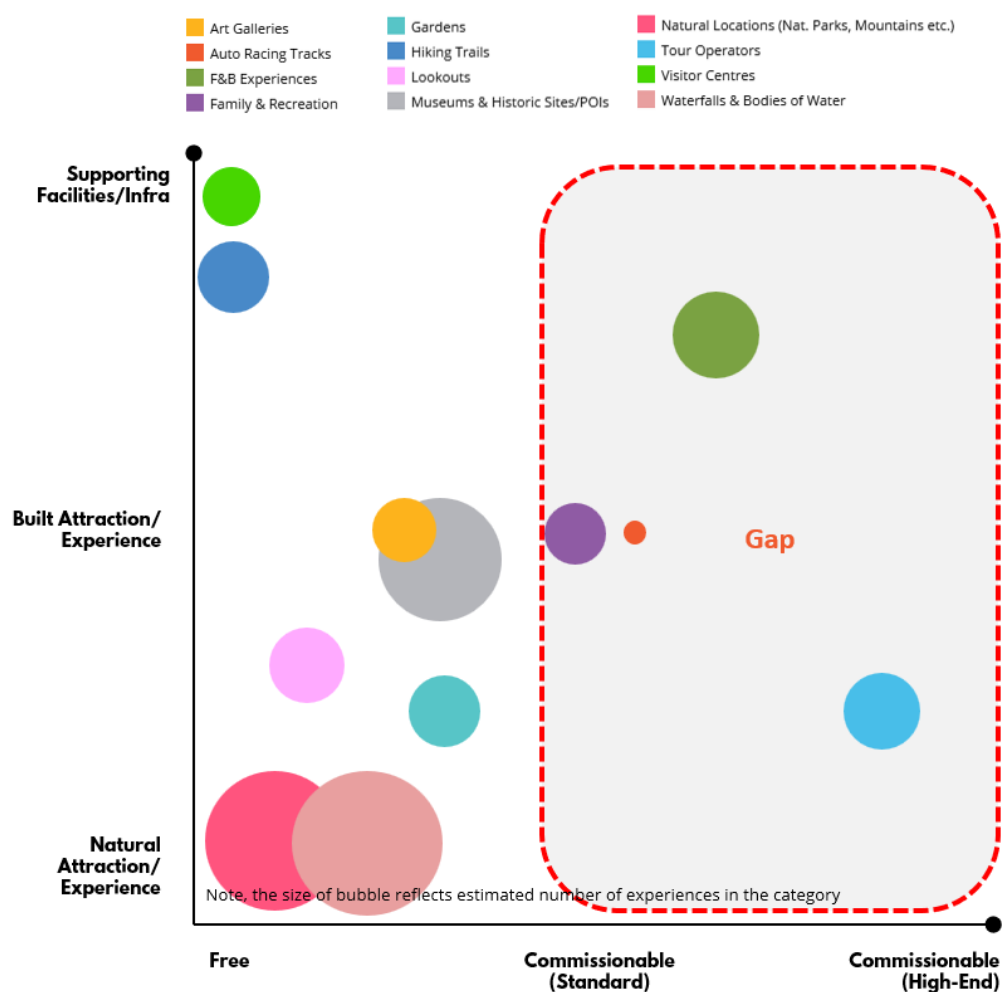 Art Galleries
Auto Racing Tracks
F&B Experiences
Family & Recreation
Gardens
Hiking Trails
Lookouts
Museums & Historic Sites/POIs
Natural Locations (Nat. Parks, Mountains etc.)
Tour Operators
Visitor Centres
Waterfalls & Bodies of Water
Supporting
Facilities/Infra
Built Attraction/
Experience
Gap
Natural
Attraction/
Experience
Note, the size of bubble reflects estimated number of experiences in the category
Free
Commissionable
(Standard)
Commissionable
(High-End)